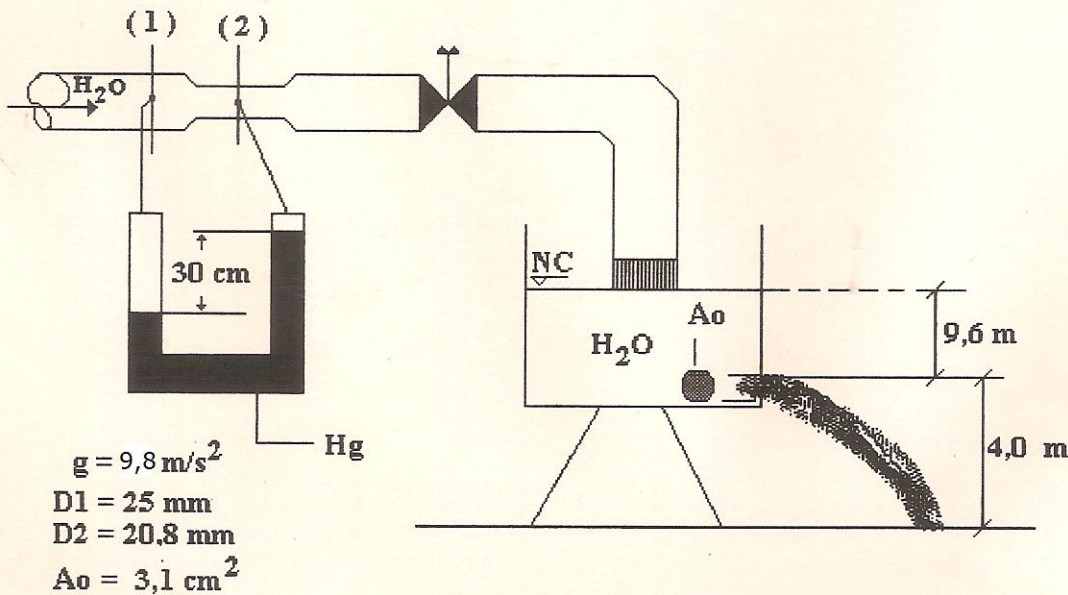 (1) (2)
H₂O
30 cm
NC
Ao
H₂O
9,6 m
4,0 m
Hg
g = 9,8 m/s²
D1 = 25 mm
D2 = 20,8 mm
Ao = 3,1 cm²